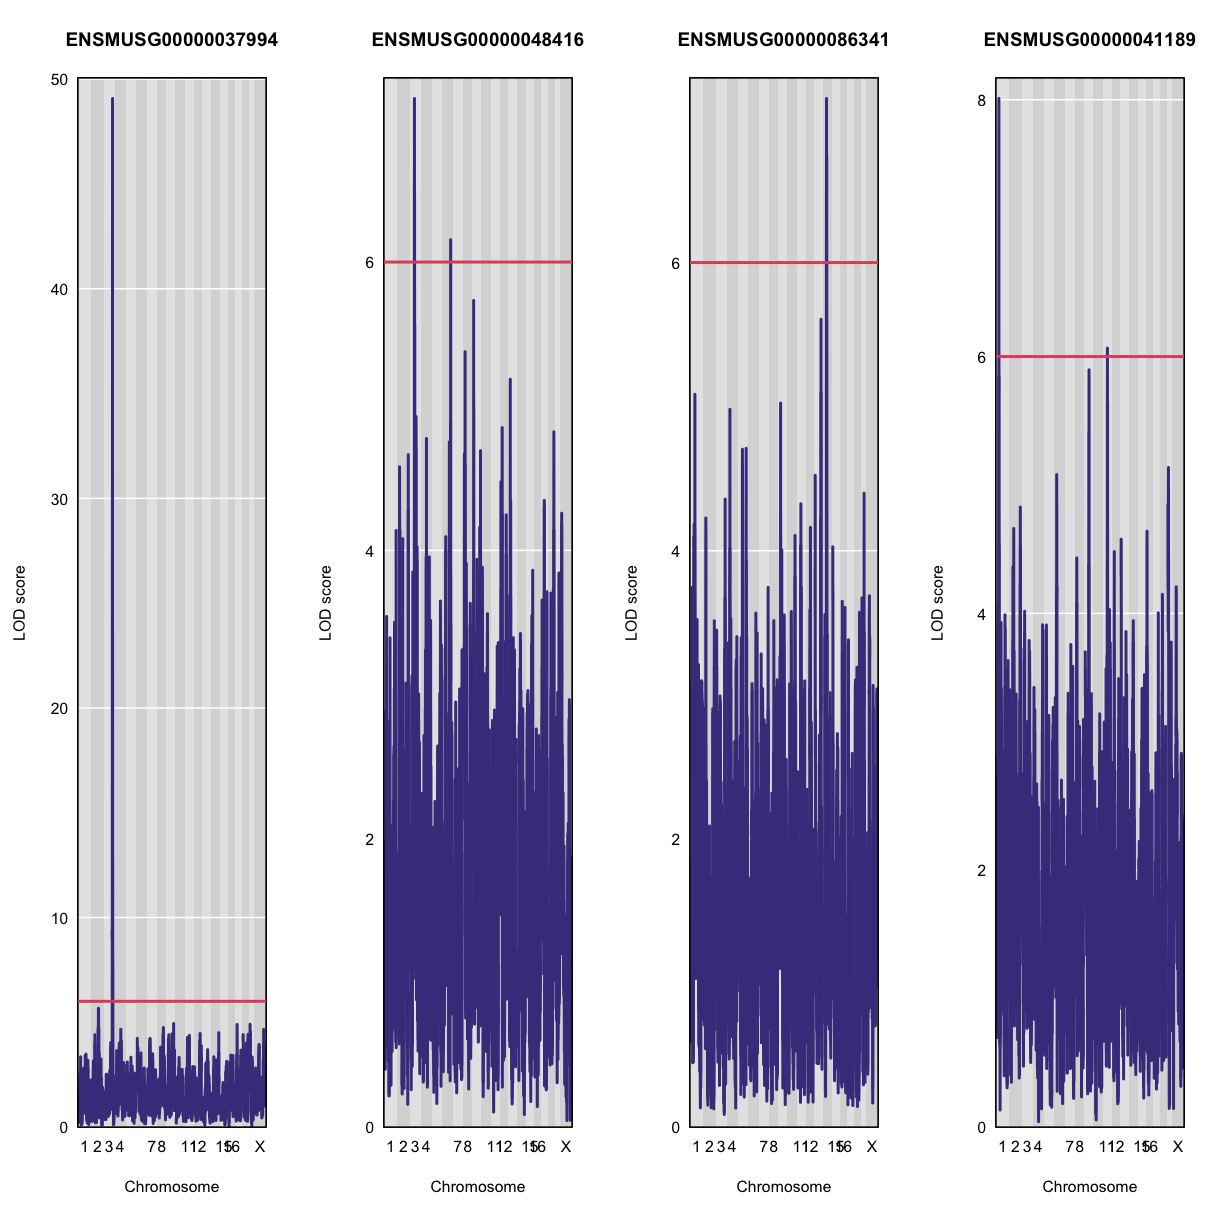 ENSMUSG00000037994
50
40
30
20
10
0
LOD score
1 2 3 4 7 8 11 12 15 16 X
Chromosome
ENSMUSG00000048416
6
4
2
0
LOD score
1 2 3 4 7 8 11 12 15 16 X
Chromosome
ENSMUSG00000086341
6
4
2
0
LOD score
1 2 3 4 7 8 11 12 15 16 X
Chromosome
ENSMUSG00000041189
8
6
4
2
0
LOD score
1 2 3 4 7 8 11 12 15 16 X
Chromosome